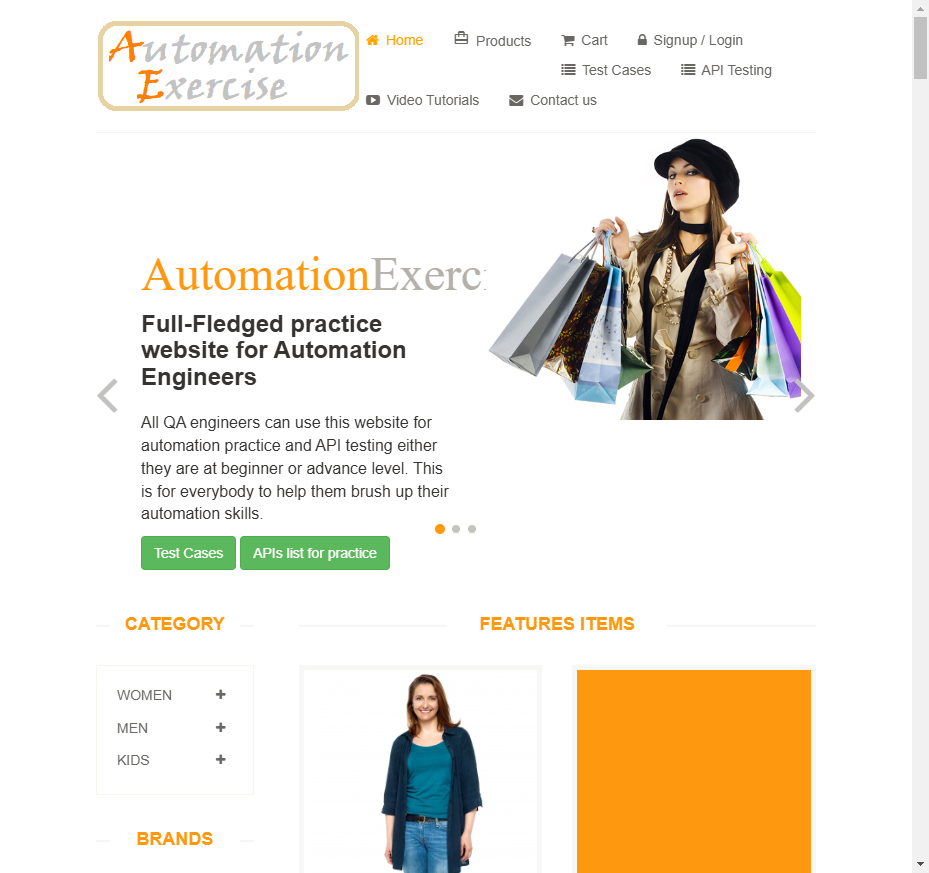 Automation
Exercise
Home
Products
Cart
Signup / Login
Test Cases
API Testing
Video Tutorials
Contact us
AutomationExerc
Full-Fledged practice
website for Automation
Engineers
All QA engineers can use this website for
automation practice and API testing either
they are at beginner or advance level. This
is for everybody to help them brush up their
automation skills.
Test Cases
APIs list for practice
CATEGORY
WOMEN
MEN
KIDS
BRANDS
FEATURES ITEMS